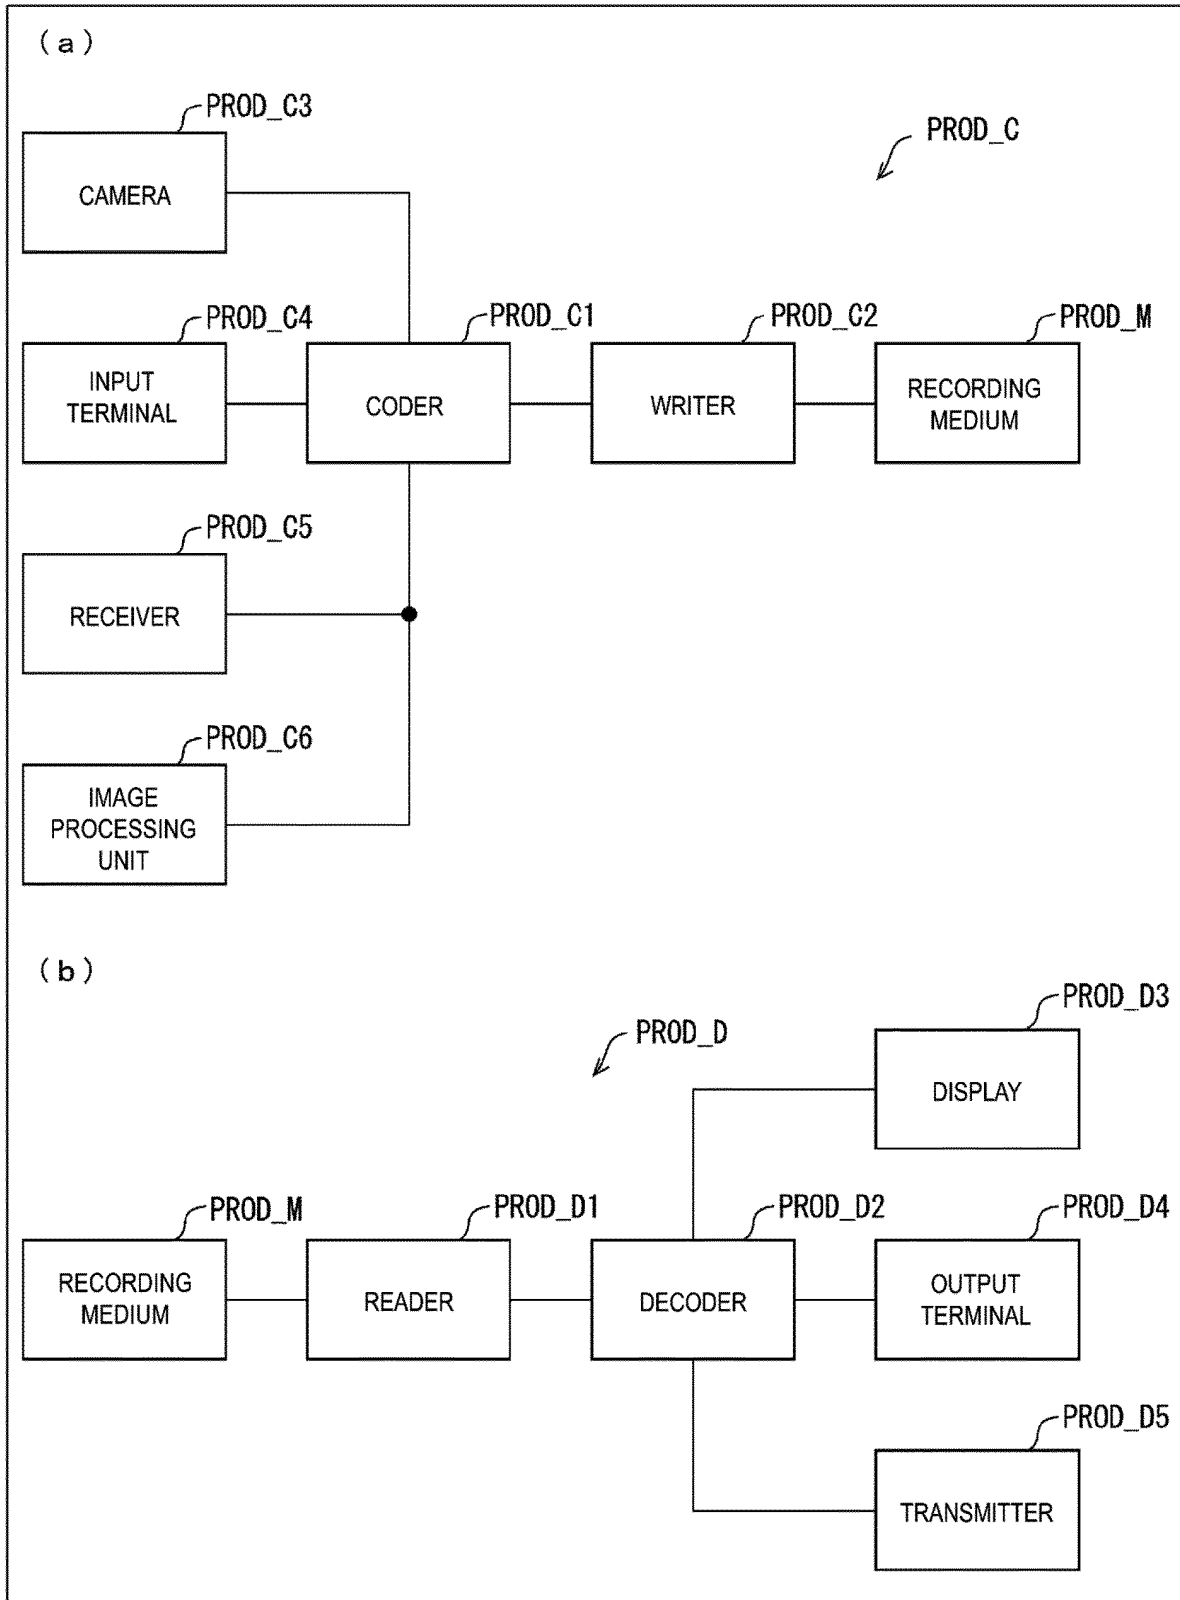 (a)
PROD_C3
CAMERA
PROD_C
PROD_C4
INPUT
TERMINAL
PROD_C1
CODER
PROD_C2
WRITER
PROD_M
RECORDING
MEDIUM
PROD_C5
RECEIVER
PROD_C6
IMAGE
PROCESSING
UNIT
(b)
PROD_D
PROD_D3
DISPLAY
PROD_M
RECORDING
MEDIUM
PROD_D1
READER
PROD_D2
DECODER
PROD_D4
OUTPUT
TERMINAL
PROD_D5
TRANSMITTER